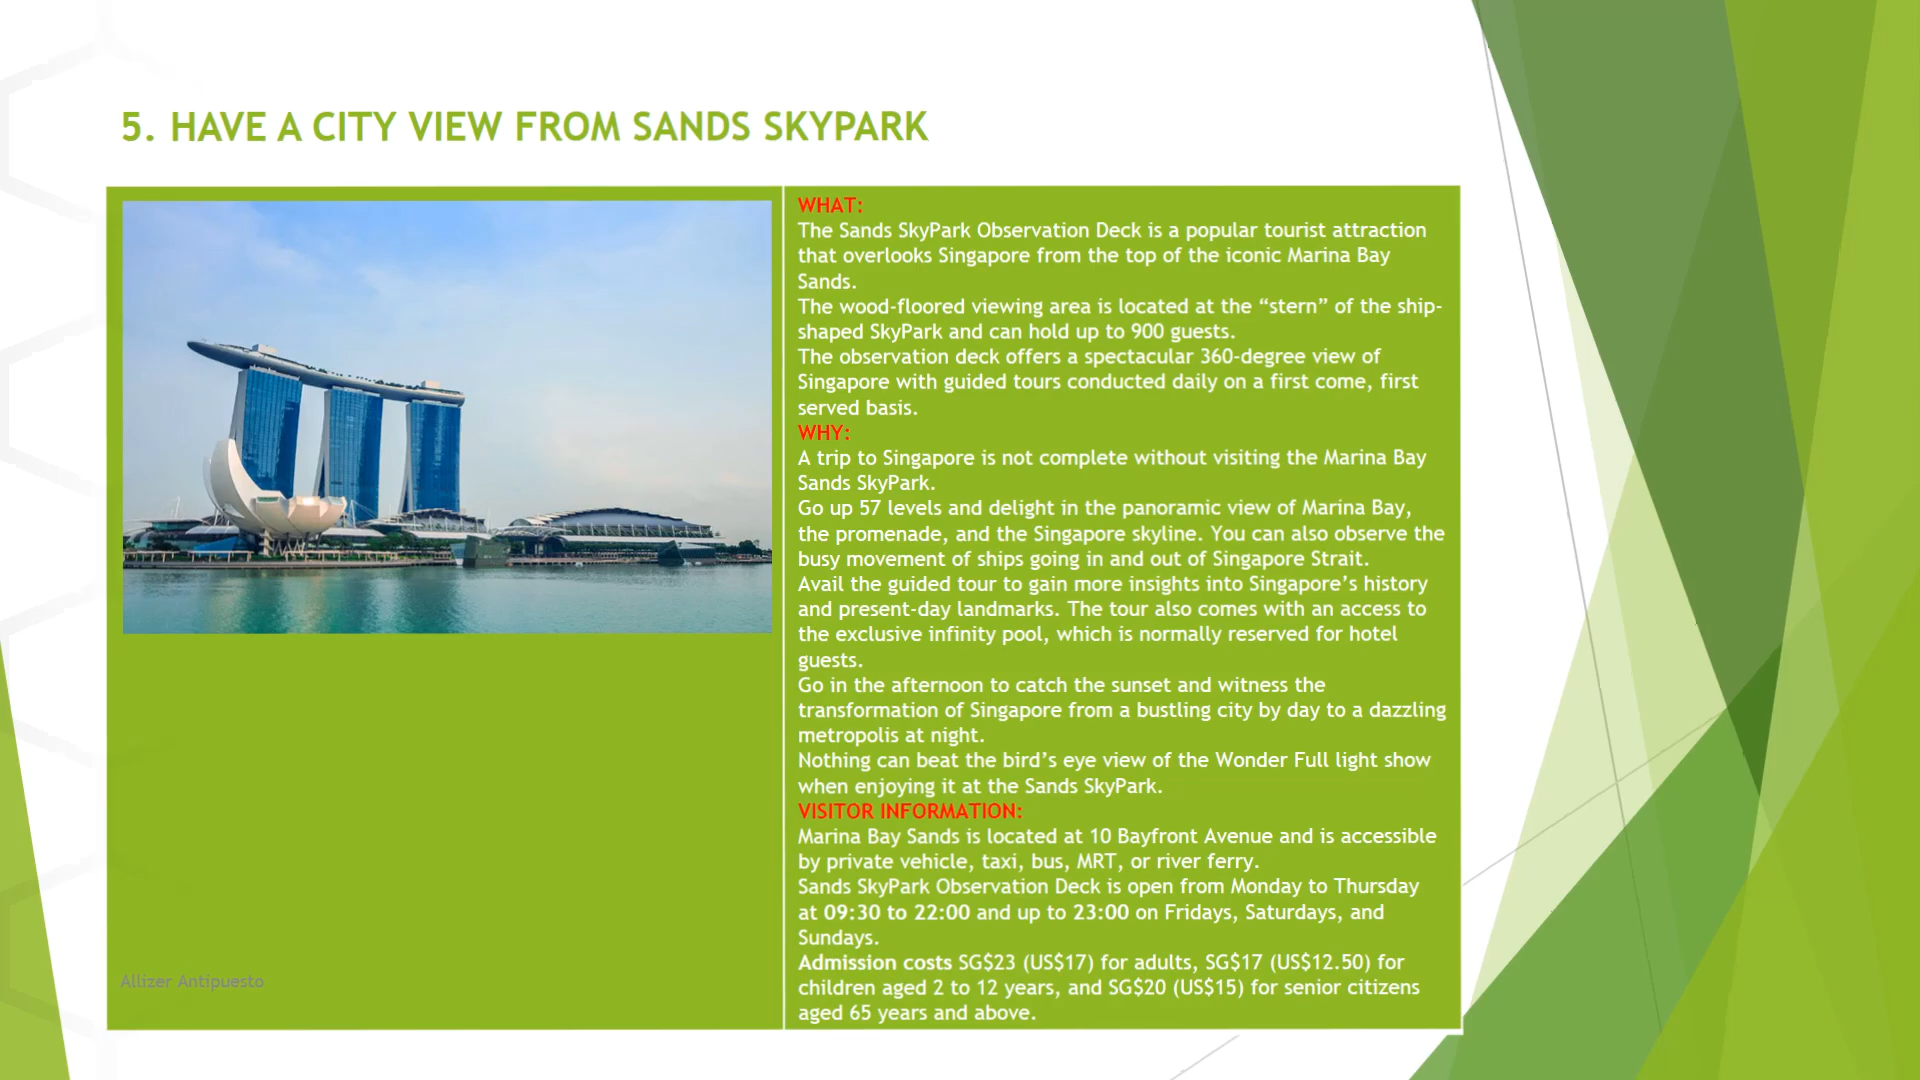 5. HAVE A CITY VIEW FROM SANDS SKYPARK
WHAT:
The Sands SkyPark Observation Deck is a popular tourist attraction
that overlooks Singapore from the top of the iconic Marina Bay
Sands.
The wood-floored viewing area is located at the “stern” of the ship-
shaped SkyPark and can hold up to 900 guests.
The observation deck offers a spectacular 360-degree view of
Singapore with guided tours conducted daily on a first come, first
served basis.
WHY:
A trip to Singapore is not complete without visiting the Marina Bay
Sands SkyPark.
Go up 57 levels and delight in the panoramic view of Marina Bay,
the promenade, and the Singapore skyline. You can also observe the
busy movement of ships going in and out of Singapore Strait.
Avail the guided tour to gain more insights into Singapore’s history
and present-day landmarks. The tour also comes with an access to
the exclusive infinity pool, which is normally reserved for hotel
guests.
Go in the afternoon to catch the sunset and witness the
transformation of Singapore from a bustling city by day to a dazzling
metropolis at night.
Nothing can beat the bird’s eye view of the Wonder Full light show
when enjoying it at the Sands SkyPark.
VISITOR INFORMATION:
Marina Bay Sands is located at 10 Bayfront Avenue and is accessible
by private vehicle, taxi, bus, MRT, or river ferry.
Sands SkyPark Observation Deck is open from Monday to Thursday
at 09:30 to 22:00 and up to 23:00 on Fridays, Saturdays, and
Sundays.
Admission costs SG$23 (US$17) for adults, SG$17 (US$12.50) for
children aged 2 to 12 years, and SG$20 (US$15) for senior citizens
aged 65 years and above.
Allizer Antipuesto